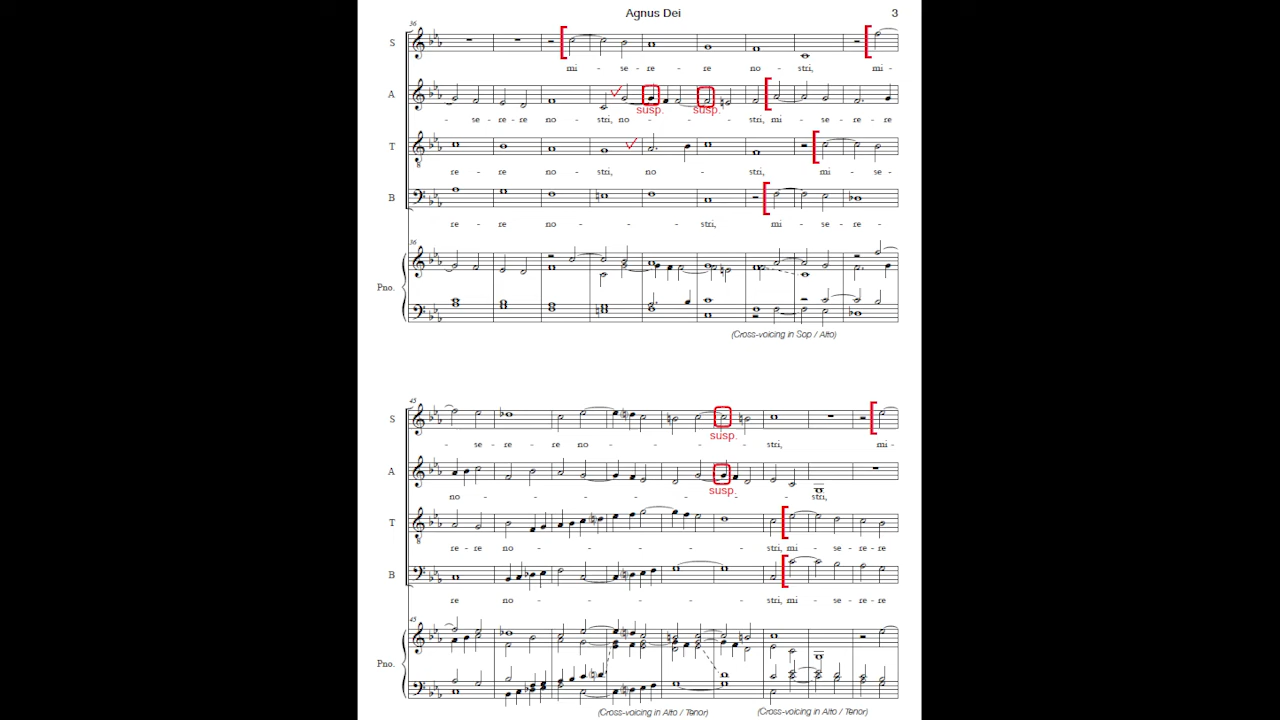 Agnus Dei 3
36
S
mi - se - re - re no - stri, mi -
A
susp. susp.
- se - re - re no - stri, no - - - stri, mi - se - re - re
T
8
re - re no - stri, no - - stri, mi - se -
B
re - re no - - - stri, mi - se - re -
36
Pno.
(Cross-voicing in Sop / Alto)
45
S
susp.
- se - re - re no - - - - stri, mi -
A
susp.
no - - - - - - - stri,
T
8
re - re no - - - - - stri, mi - se - re - re
B
re no - - - - - stri, mi - se - re - re
45
Pno.
(Cross-voicing in Alto / Tenor) (Cross-voicing in Alto / Tenor)